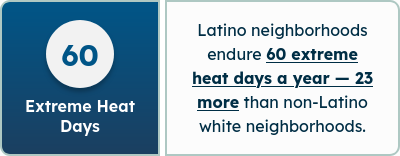 60
Extreme Heat
Days
Latino neighborhoods
endure 60 extreme
heat days a year — 23
more than non-Latino
white neighborhoods.